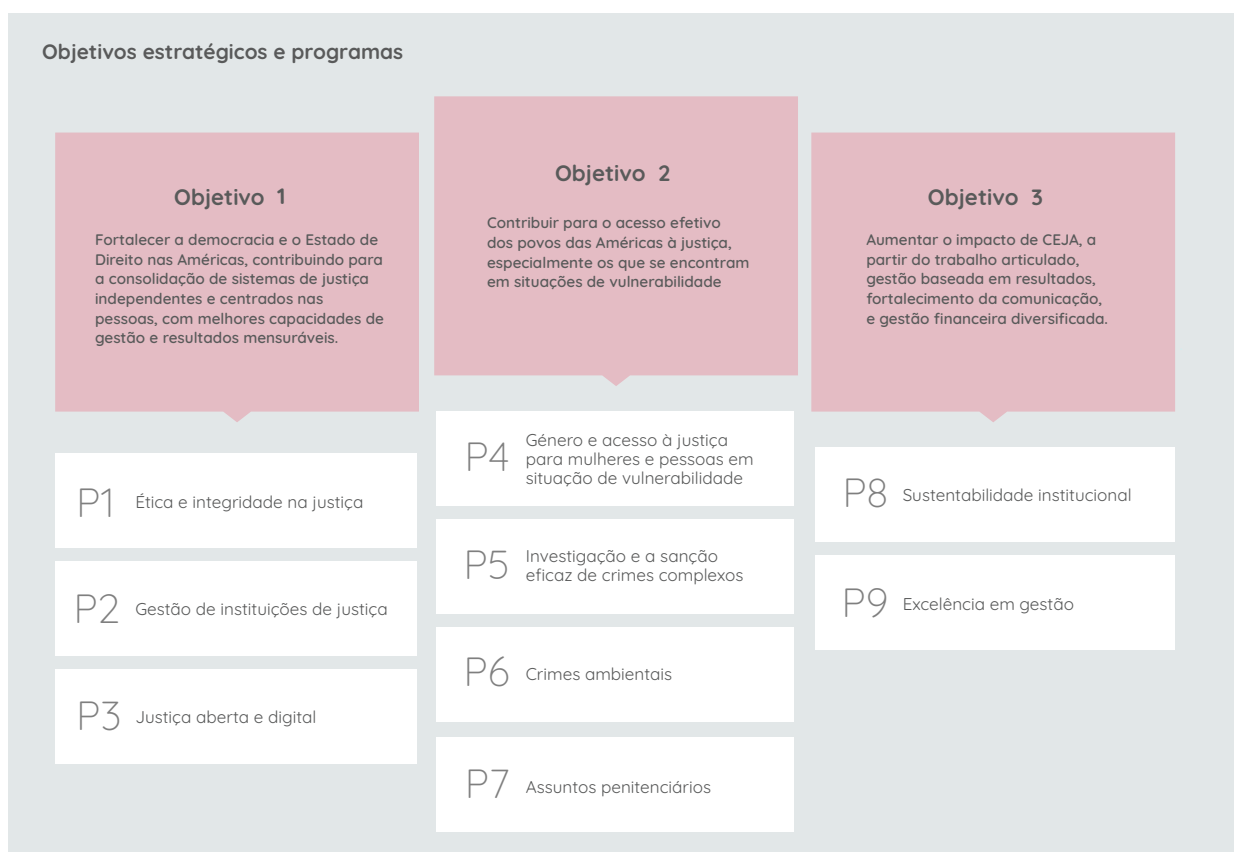 Objetivos estratégicos e programas
Objetivo 1
Fortalecer a democracia e o Estado de
Direito nas Américas, contribuindo para
a consolidação de sistemas de justiça
independentes e centrados nas
pessoas, com melhores capacidades de
gestão e resultados mensuráveis.
P1 Ética e integridade na justiça
P2 Gestão de instituições de justiça
P3 Justiça aberta e digital
Objetivo 2
Contribuir para o acesso efetivo
dos povos das Américas à justiça,
especialmente os que se encontram
em situações de vulnerabilidade
P4 Género e acesso à justiça
para mulheres e pessoas em
situação de vulnerabilidade
P5 Investigação e a sanção
eficaz de crimes complexos
P6 Crimes ambientais
P7 Assuntos penitenciários
Objetivo 3
Aumentar o impacto de CEJA, a
partir do trabalho articulado,
gestão baseada em resultados,
fortalecimento da comunicação,
e gestão financeira diversificada.
P8 Sustentabilidade institucional
P9 Excelência em gestão